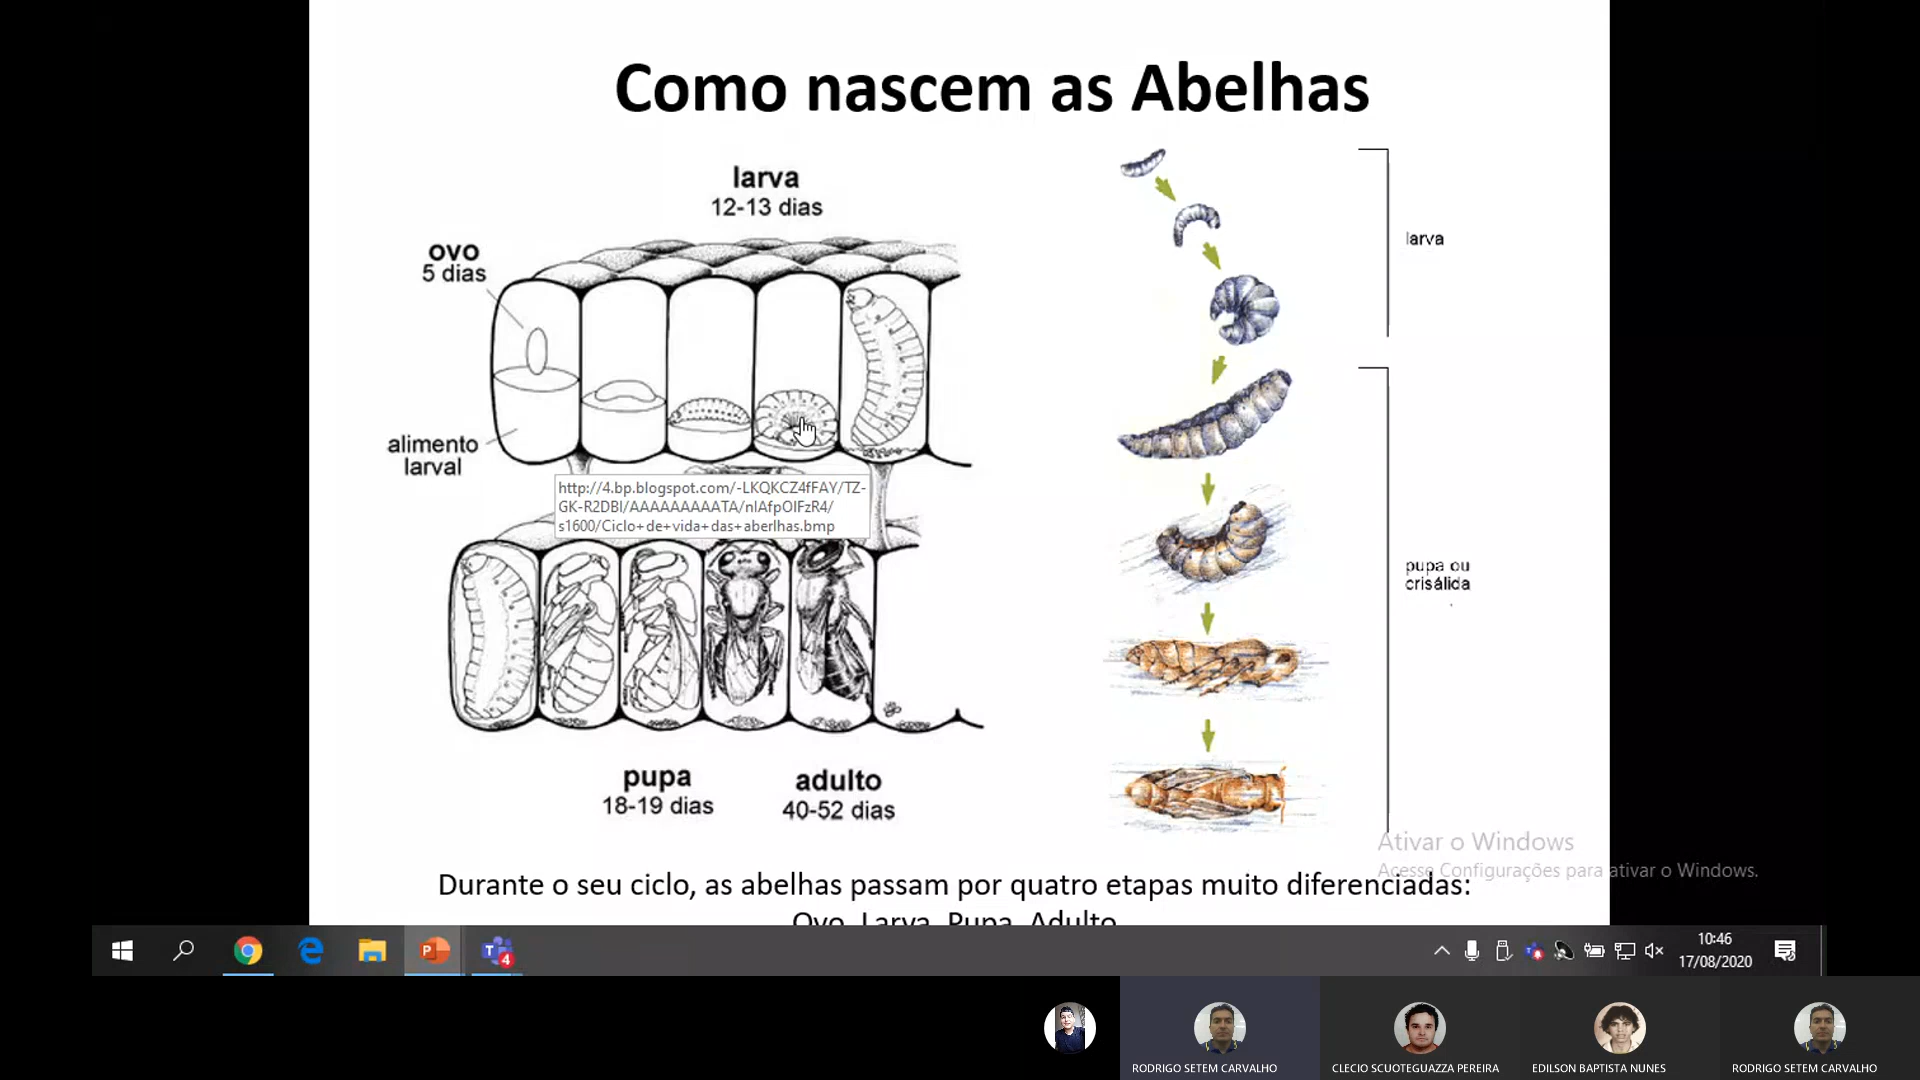 Como nascem as Abelhas
larva
12-13 dias
ovo
5 dias
alimento
larval
http://4.bp.blogspot.com/-LKQKCZ4fFAY/TZ-
GK-R2DBI/AAAAAAAAATA/nIAfpOIFzR4/
s1600/Ciclo+de+vida+das+aberlhas.bmp
pupa
18-19 dias
adulto
40-52 dias
larva
pupa ou
crisálida
Ativar o Windows
Acesse Configurações para ativar o Windows.
Durante o seu ciclo, as abelhas passam por quatro etapas muito diferenciadas:
Ovo, Larva, Pupa, Adulto
4
10:46
17/08/2020
RODRIGO SETEM CARVALHO
CLECIO SCUOTEGUAZZA PEREIRA
EDILSON BAPTISTA NUNES
RODRIGO SETEM CARVALHO